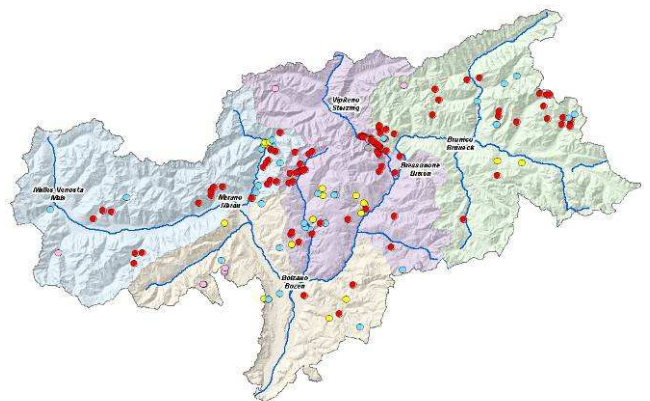 Vipiteno
Sterzing
Brunico
Bruneck
Bressanone
Brixen
Malles Venosta
Mals
Merano
Meran
Bolzano
Bozen